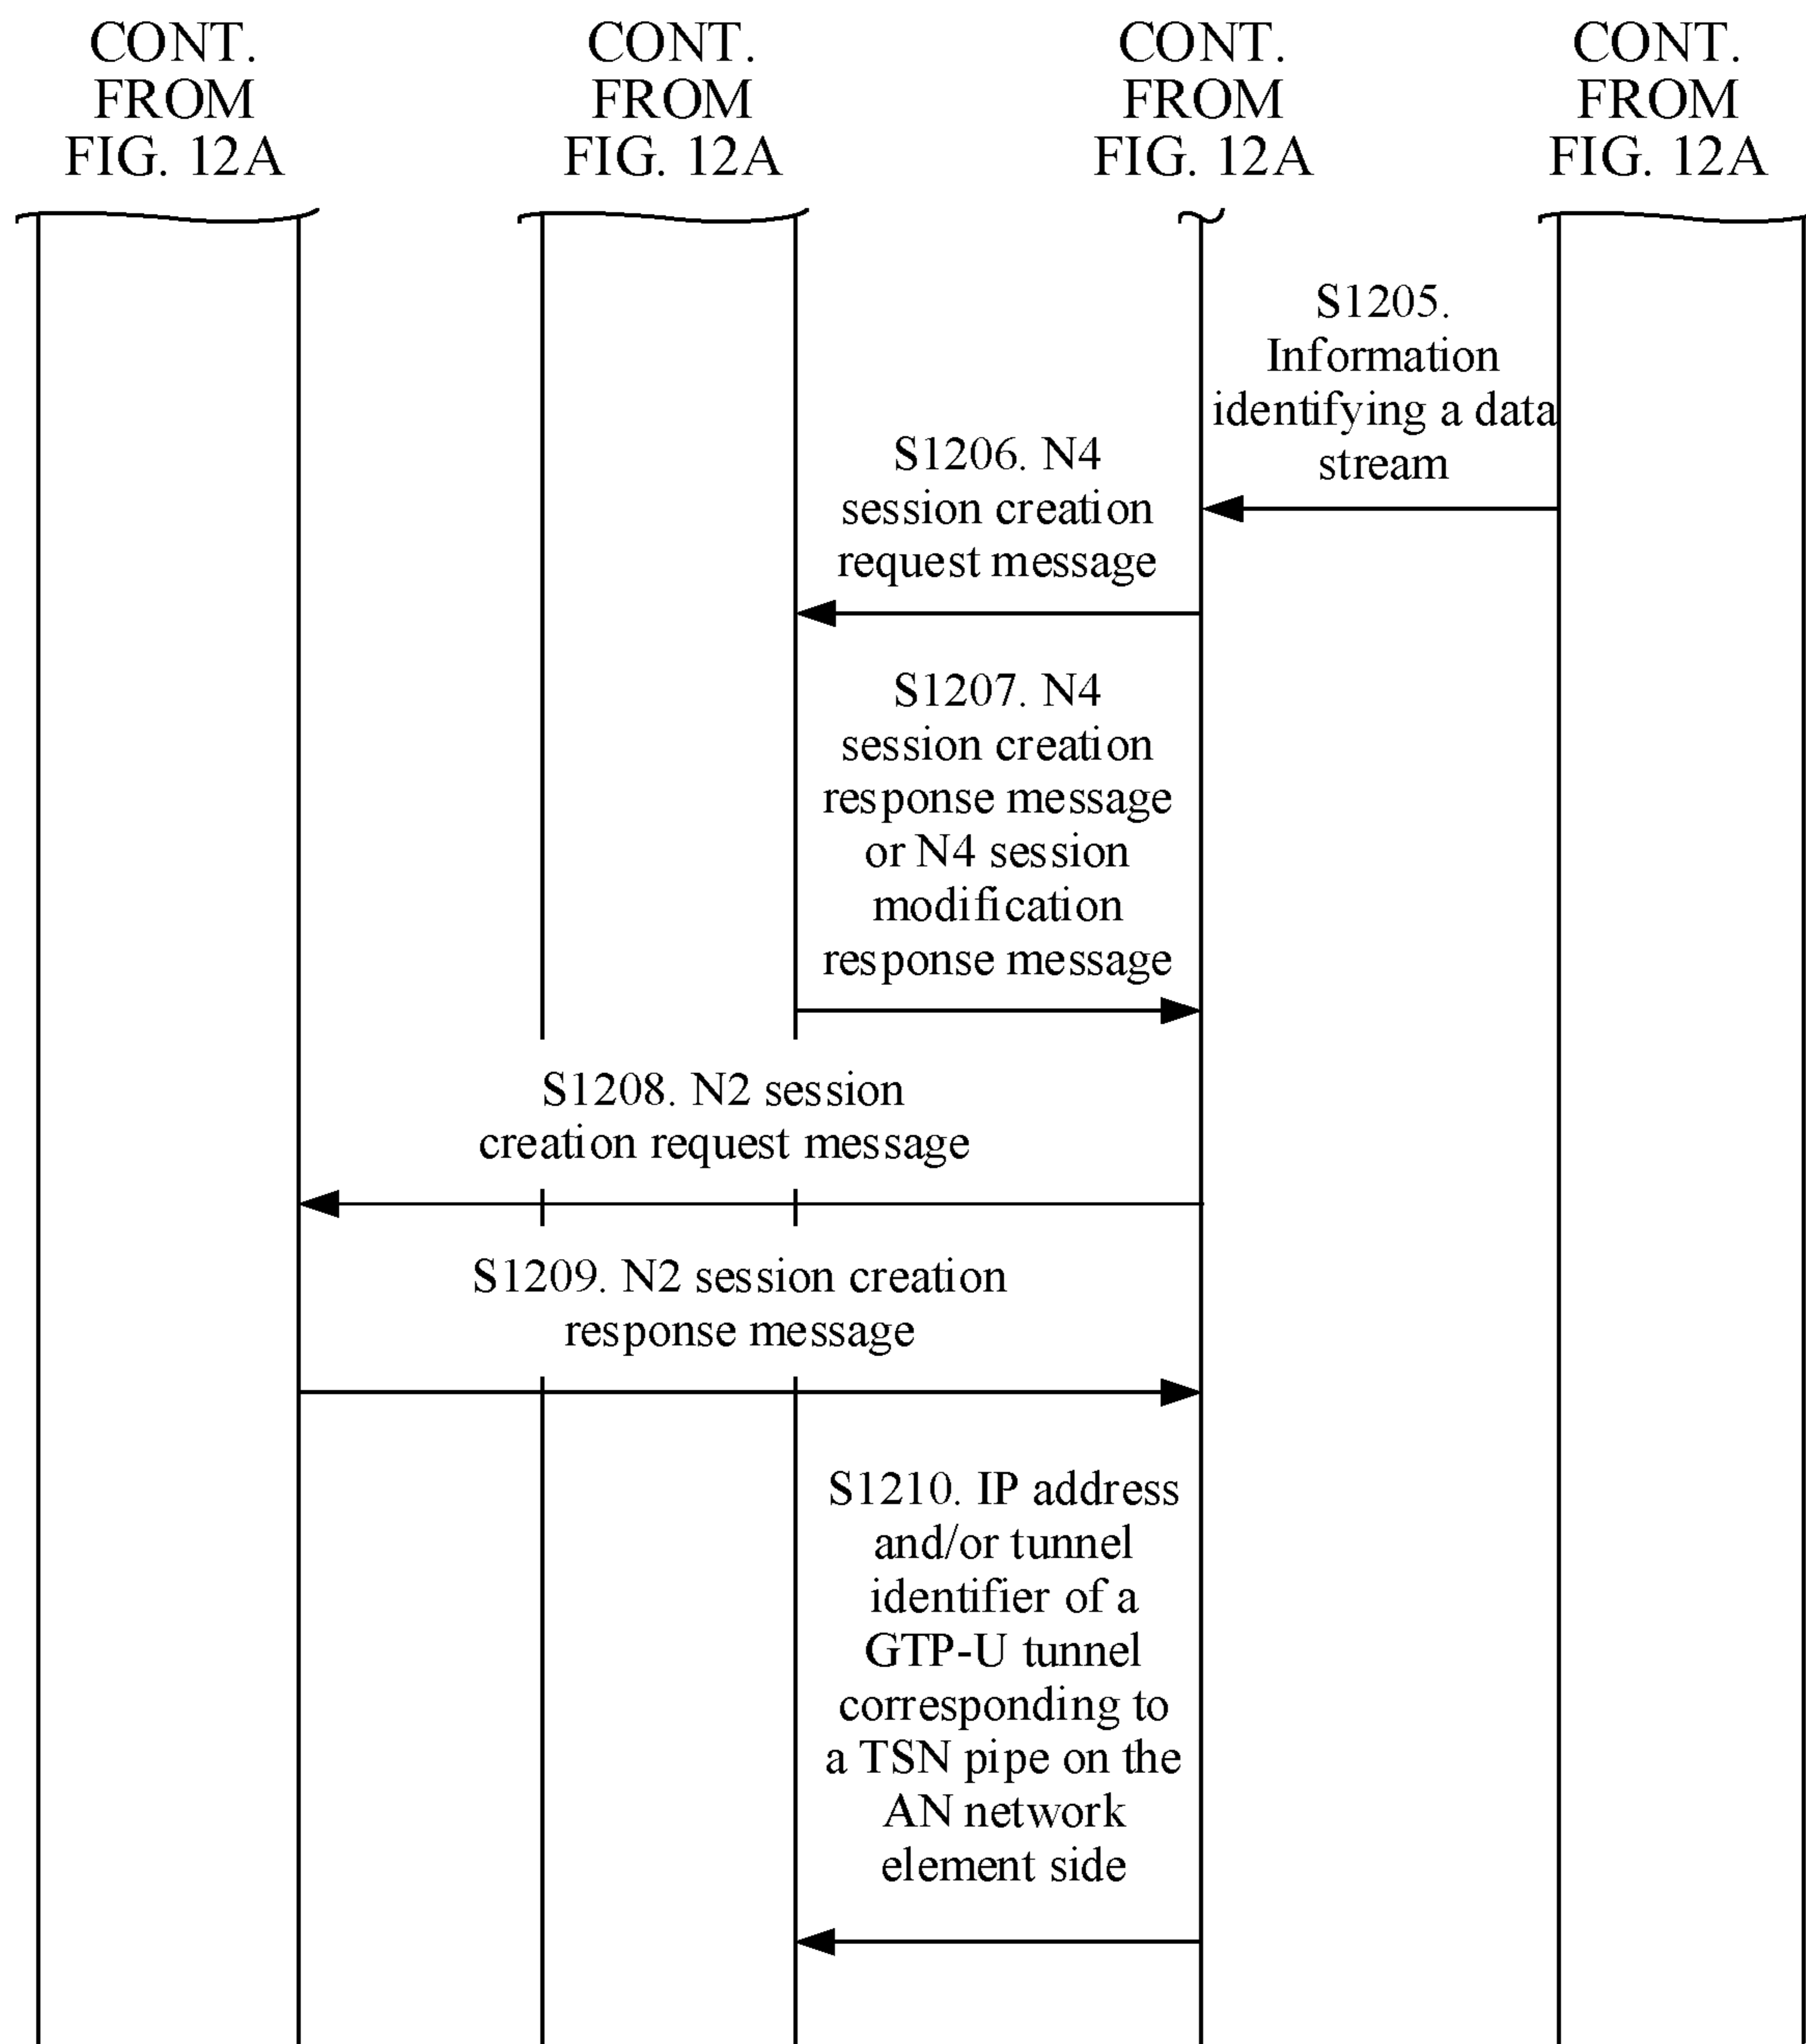 CONT.
FROM
FIG. 12A
CONT.
FROM
FIG. 12A
CONT.
FROM
FIG. 12A
CONT.
FROM
FIG. 12A
S1205.
Information
identifying a data
stream
S1206. N4
session creation
request message
S1207. N4
session creation
response message
or N4 session
modification
response message
S1208. N2 session
creation request message
S1209. N2 session creation
response message
S1210. IP address
and/or tunnel
identifier of a
GTP-U tunnel
corresponding to
a TSN pipe on the
AN network
element side